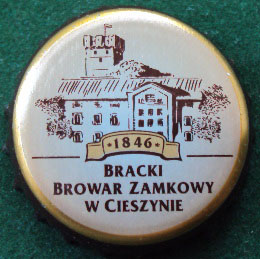 •1846•
BRACKI
BROWAR ZAMKOWY
W CIESZYNIE